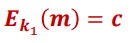 E_{k_1}(m) = c